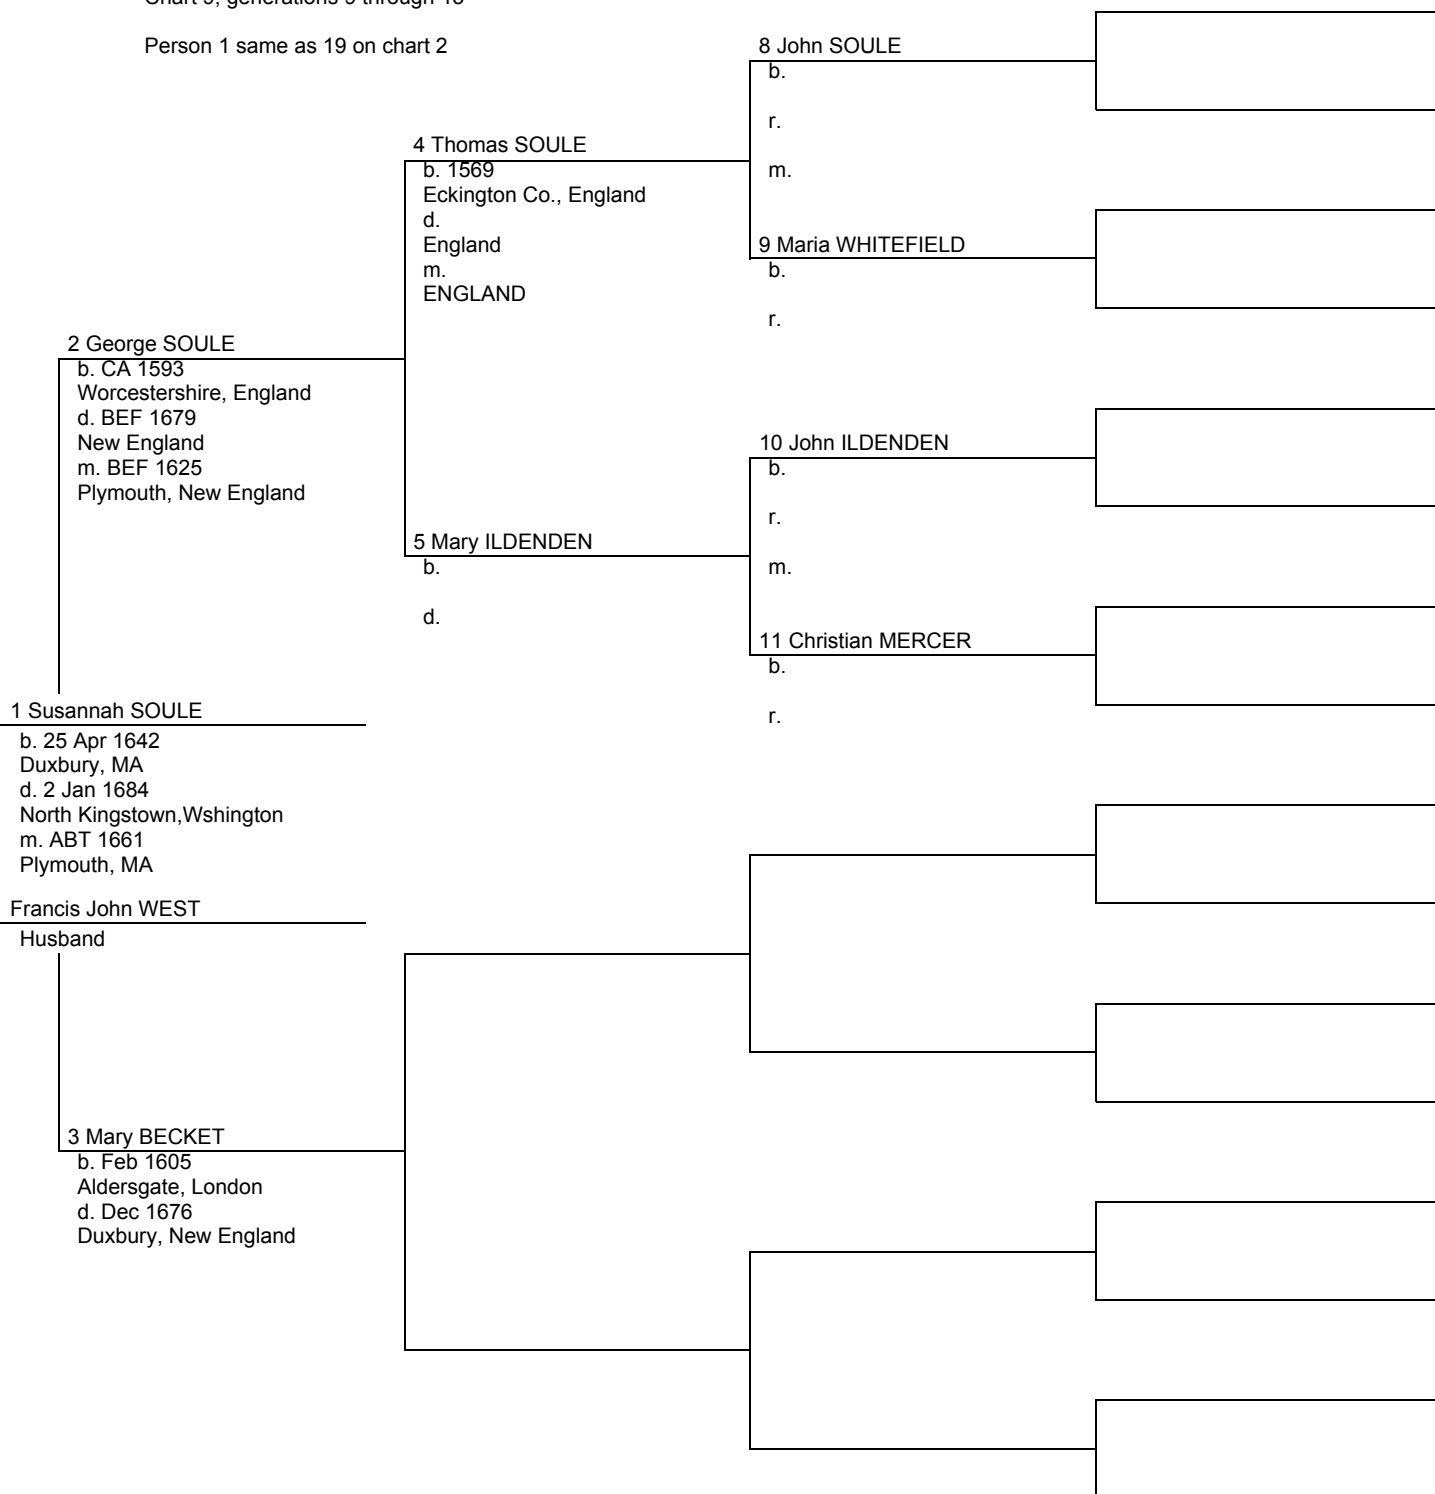 Chart generations through
Person 1 same as 19 on chart 2
8 John SOULE
b.
r.
m.
4 Thomas SOULE
b. 1569
Eckington Co., England
d.
England
m.
ENGLAND
9 Maria WHITEFIELD
b.
r.
2 George SOULE
b. CA 1593
Worcestershire, England
d. BEF 1679
New England
m. BEF 1625
Plymouth, New England
10 John ILDENDEN
b.
r.
m.
5 Mary ILDENDEN
b.
d.
11 Christian MERCER
b.
r.
1 Susannah SOULE
b. 25 Apr 1642
Duxbury, MA
d. 2 Jan 1684
North Kingstown,Wshington
m. ABT 1661
Plymouth, MA
Francis John WEST
Husband
3 Mary BECKET
b. Feb 1605
Aldersgate, London
d. Dec 1676
Duxbury, New England